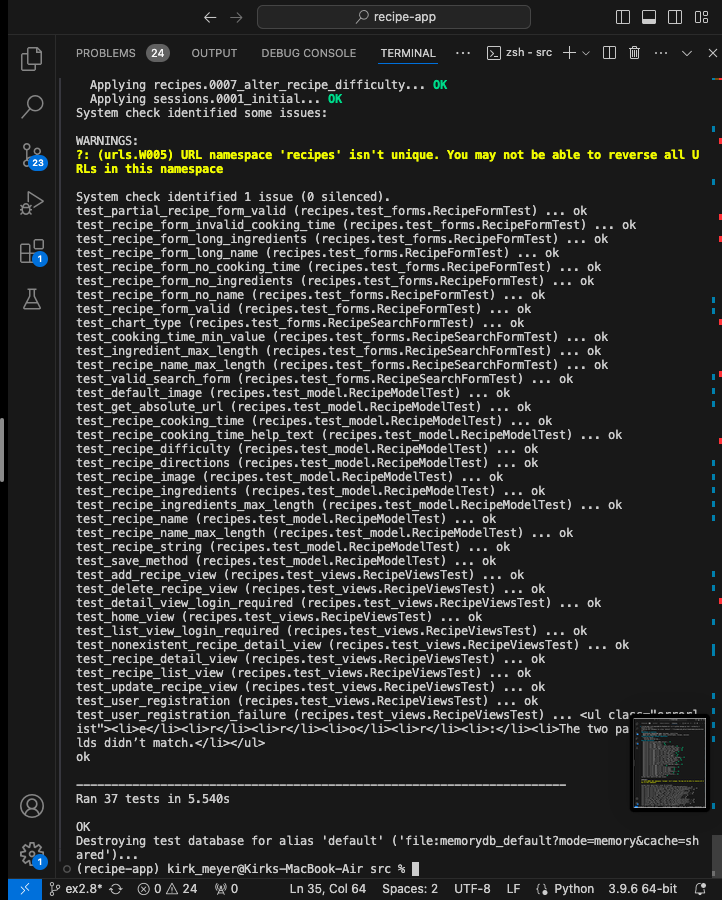 recipe-app
PROBLEMS 24 OUTPUT DEBUG CONSOLE TERMINAL ··· zsh - src
Applying recipes.0007_alter_recipe_difficulty... OK
Applying sessions.0001_initial... OK
System check identified some issues:
WARNINGS:
?: (urls.W005) URL namespace 'recipes' isn't unique. You may not be able to reverse all U
RLs in this namespace
System check identified 1 issue (0 silenced).
test_partial_recipe_form_valid (recipes.test_forms.RecipeFormTest) ... ok
test_recipe_form_invalid_cooking_time (recipes.test_forms.RecipeFormTest) ... ok
test_recipe_form_long_ingredients (recipes.test_forms.RecipeFormTest) ... ok
test_recipe_form_long_name (recipes.test_forms.RecipeFormTest) ... ok
test_recipe_form_no_cooking_time (recipes.test_forms.RecipeFormTest) ... ok
test_recipe_form_no_ingredients (recipes.test_forms.RecipeFormTest) ... ok
test_recipe_form_no_name (recipes.test_forms.RecipeFormTest) ... ok
test_recipe_form_valid (recipes.test_forms.RecipeFormTest) ... ok
test_chart_type (recipes.test_forms.RecipeSearchFormTest) ... ok
test_cooking_time_min_value (recipes.test_forms.RecipeSearchFormTest) ... ok
test_ingredient_max_length (recipes.test_forms.RecipeSearchFormTest) ... ok
test_recipe_name_max_length (recipes.test_forms.RecipeSearchFormTest) ... ok
test_valid_search_form (recipes.test_forms.RecipeSearchFormTest) ... ok
test_default_image (recipes.test_model.RecipeModelTest) ... ok
test_get_absolute_url (recipes.test_model.RecipeModelTest) ... ok
test_recipe_cooking_time (recipes.test_model.RecipeModelTest) ... ok
test_recipe_cooking_time_help_text (recipes.test_model.RecipeModelTest) ... ok
test_recipe_difficulty (recipes.test_model.RecipeModelTest) ... ok
test_recipe_directions (recipes.test_model.RecipeModelTest) ... ok
test_recipe_image (recipes.test_model.RecipeModelTest) ... ok
test_recipe_ingredients (recipes.test_model.RecipeModelTest) ... ok
test_recipe_ingredients_max_length (recipes.test_model.RecipeModelTest) ... ok
test_recipe_name (recipes.test_model.RecipeModelTest) ... ok
test_recipe_name_max_length (recipes.test_model.RecipeModelTest) ... ok
test_recipe_string (recipes.test_model.RecipeModelTest) ... ok
test_save_method (recipes.test_model.RecipeModelTest) ... ok
test_add_recipe_view (recipes.test_views.RecipeViewsTest) ... ok
test_delete_recipe_view (recipes.test_views.RecipeViewsTest) ... ok
test_detail_view_login_required (recipes.test_views.RecipeViewsTest) ... ok
test_home_view (recipes.test_views.RecipeViewsTest) ... ok
test_list_view_login_required (recipes.test_views.RecipeViewsTest) ... ok
test_nonexistent_recipe_detail_view (recipes.test_views.RecipeViewsTest) ... ok
test_recipe_detail_view (recipes.test_views.RecipeViewsTest) ... ok
test_recipe_list_view (recipes.test_views.RecipeViewsTest) ... ok
test_update_recipe_view (recipes.test_views.RecipeViewsTest) ... ok
test_user_registration (recipes.test_views.RecipeViewsTest) ... ok
test_user_registration_failure (recipes.test_views.RecipeViewsTest) ... <ul class="errorl
ist"><li>e</li><li>r</li><li>r</li><li>o</li><li>r</li><li>:</li><li>The two pa
lds didn’t match.</li></ul>
ok
----------------------------------------------------------------------
Ran 37 tests in 5.540s
OK
Destroying test database for alias 'default' ('file:memorydb_default?mode=memory&cache=sh
ared')...
(recipe-app) kirk_meyer@Kirks-MacBook-Air src %
23
1
1
ex2.8* 0 24 0 Ln 35, Col 64 Spaces: 2 UTF-8 LF Python 3.9.6 64-bit